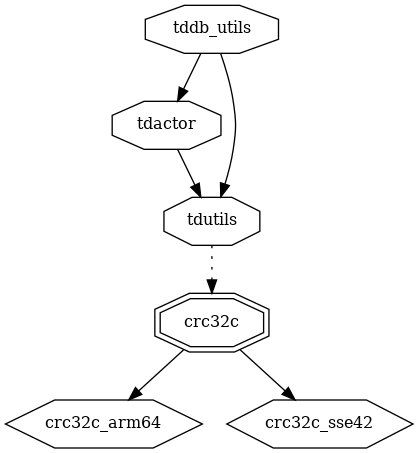 tddb_utils
tdactor
tdutils
crc32c
crc32c_arm64
crc32c_sse42